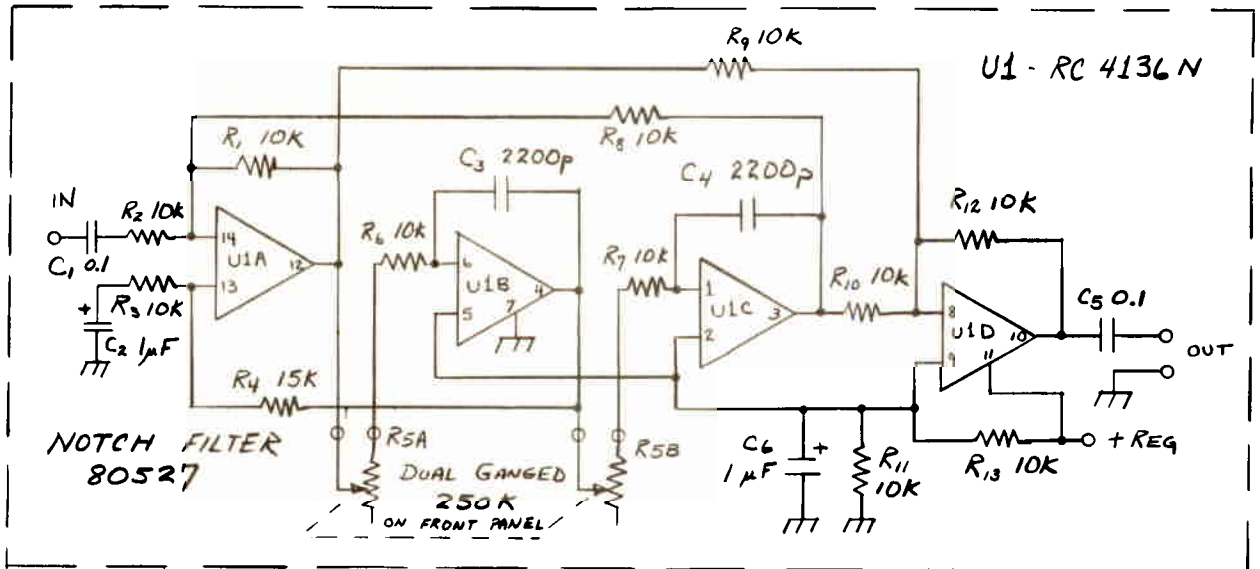 R9 10K
U1 - RC 4136 N
R1 10K
R8 10K
C3 2200p
C4 2200p
IN
R2 10K
R6 10K
R7 10K
R12 10K
C1 0.1
14
U1A
12
13
R3 10K
+
C2 1µF
6
U1B
4
5
7
1
U1C
3
2
R10 10K
8
U1D
10
9
11
C5 0.1
OUT
R4 15K
NOTCH FILTER
80527
R5A
R5B
DUAL GANGED
250K
ON FRONT PANEL
C6
1 µF
+
R11
10K
R13 10K
+ REG